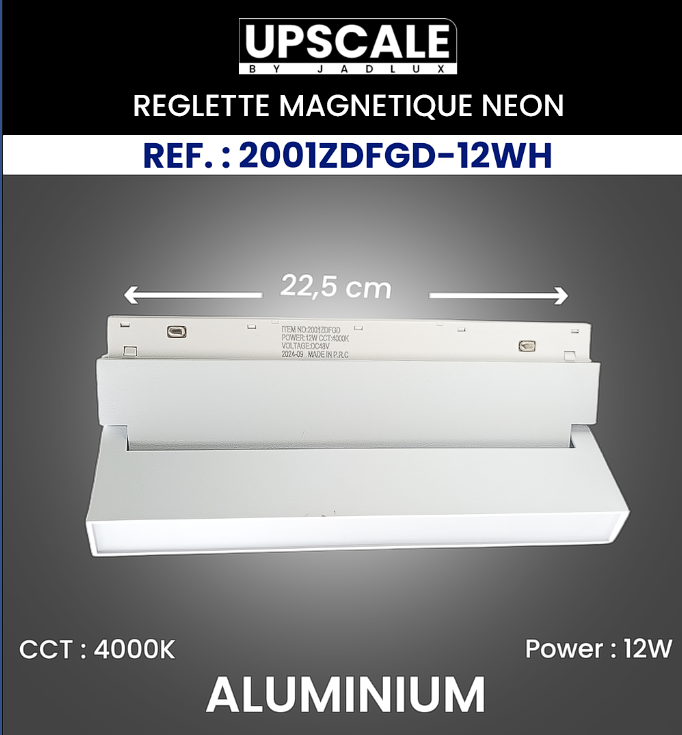 UPSCALE
BY JADLUX
REGLETTE MAGNETIQUE NEON
REF. : 2001ZDFGD-12WH
22,5 cm
ITEM NO:2001ZDFGD
POWER:12W CCT:4000K
VOLTAGE:DC48V
2024-09 MADE IN P.R.C
CCT : 4000K
Power : 12W
ALUMINIUM